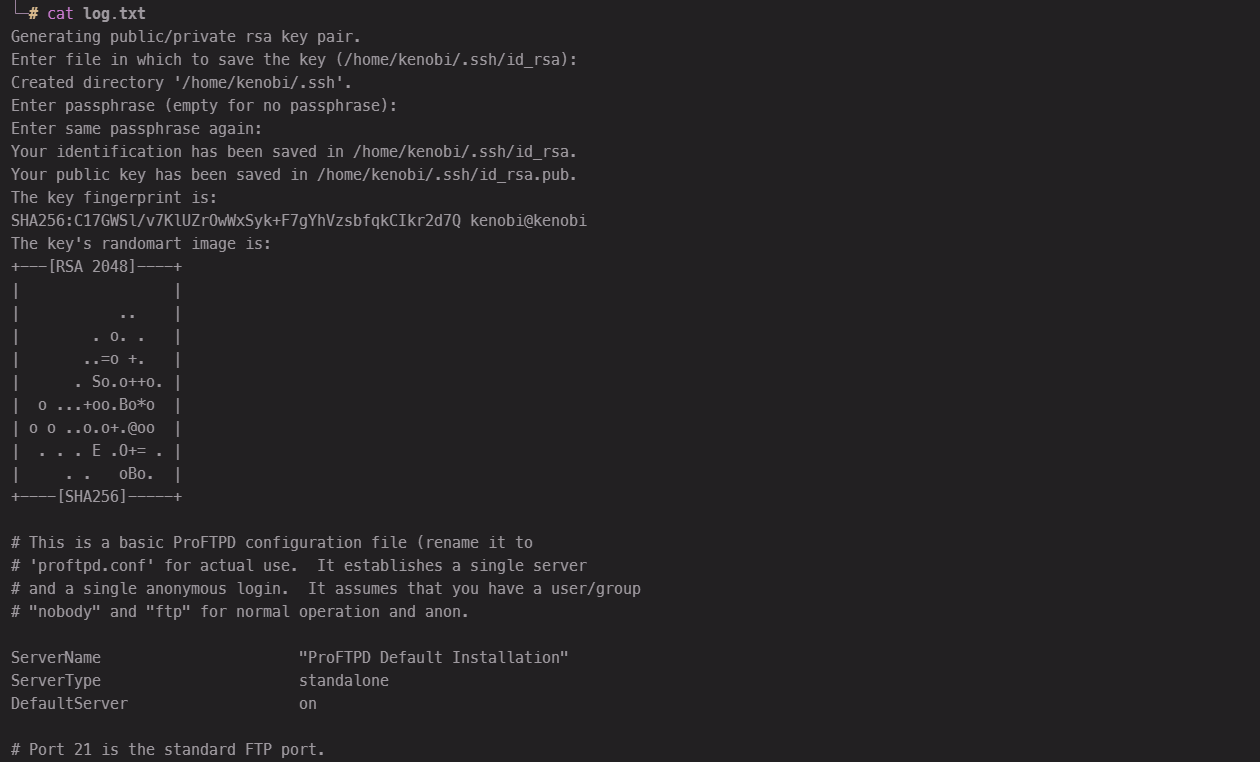 └─# cat log.txt
Generating public/private rsa key pair.
Enter file in which to save the key (/home/kenobi/.ssh/id_rsa):
Created directory '/home/kenobi/.ssh'.
Enter passphrase (empty for no passphrase):
Enter same passphrase again:
Your identification has been saved in /home/kenobi/.ssh/id_rsa.
Your public key has been saved in /home/kenobi/.ssh/id_rsa.pub.
The key fingerprint is:
SHA256:C17GWSl/v7KlUZrOwWxSyk+F7gYhVzsbfqkCIkr2d7Q kenobi@kenobi
The key's randomart image is:
+---[RSA 2048]----+
|                 |
|           ..    |
|        . o. .   |
|       ..=o +.   |
|      . So.o++o. |
|  o ...+oo.Bo*o  |
| o o ..o.o+.@oo  |
|  . . . E .O+= . |
|     . .   oBo.  |
+----[SHA256]-----+

# This is a basic ProFTPD configuration file (rename it to
# 'proftpd.conf' for actual use.  It establishes a single server
# and a single anonymous login.  It assumes that you have a user/group
# "nobody" and "ftp" for normal operation and anon.

ServerName                      "ProFTPD Default Installation"
ServerType                      standalone
DefaultServer                   on

# Port 21 is the standard FTP port.